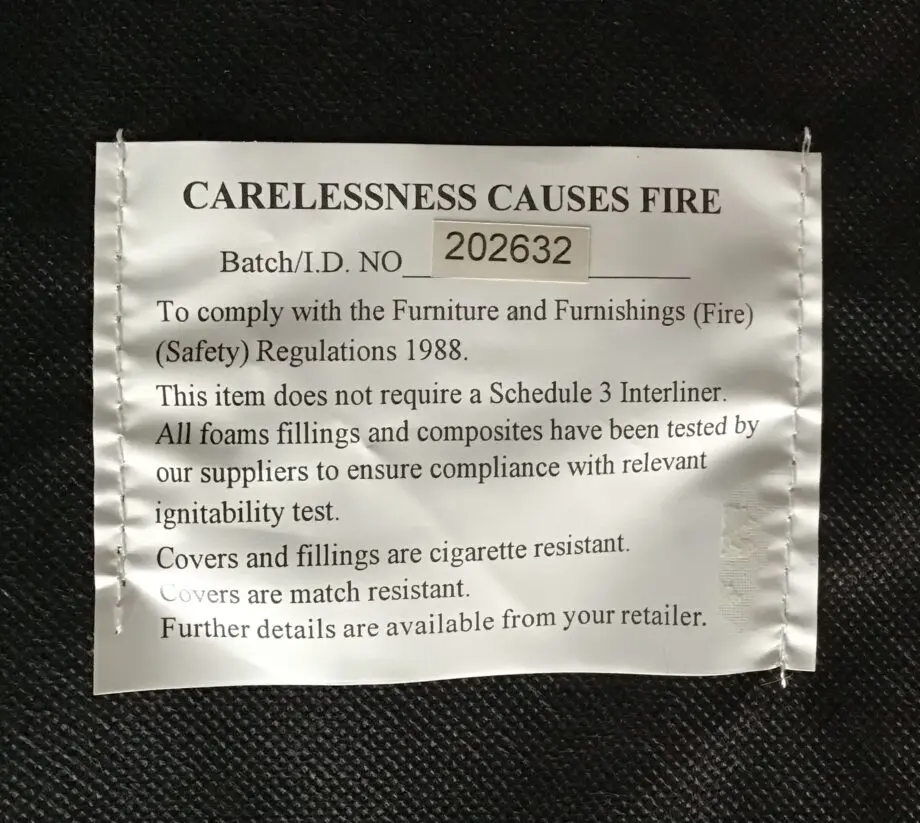 CARELESSNESS CAUSES FIRE
Batch/I.D. NO 202632
To comply with the Furniture and Furnishings (Fire)
(Safety) Regulations 1988.
This item does not require a Schedule 3 Interliner.
All foams fillings and composites have been tested by
our suppliers to ensure compliance with relevant
ignitability test.
Covers and fillings are cigarette resistant.
Covers are match resistant.
Further details are available from your retailer.